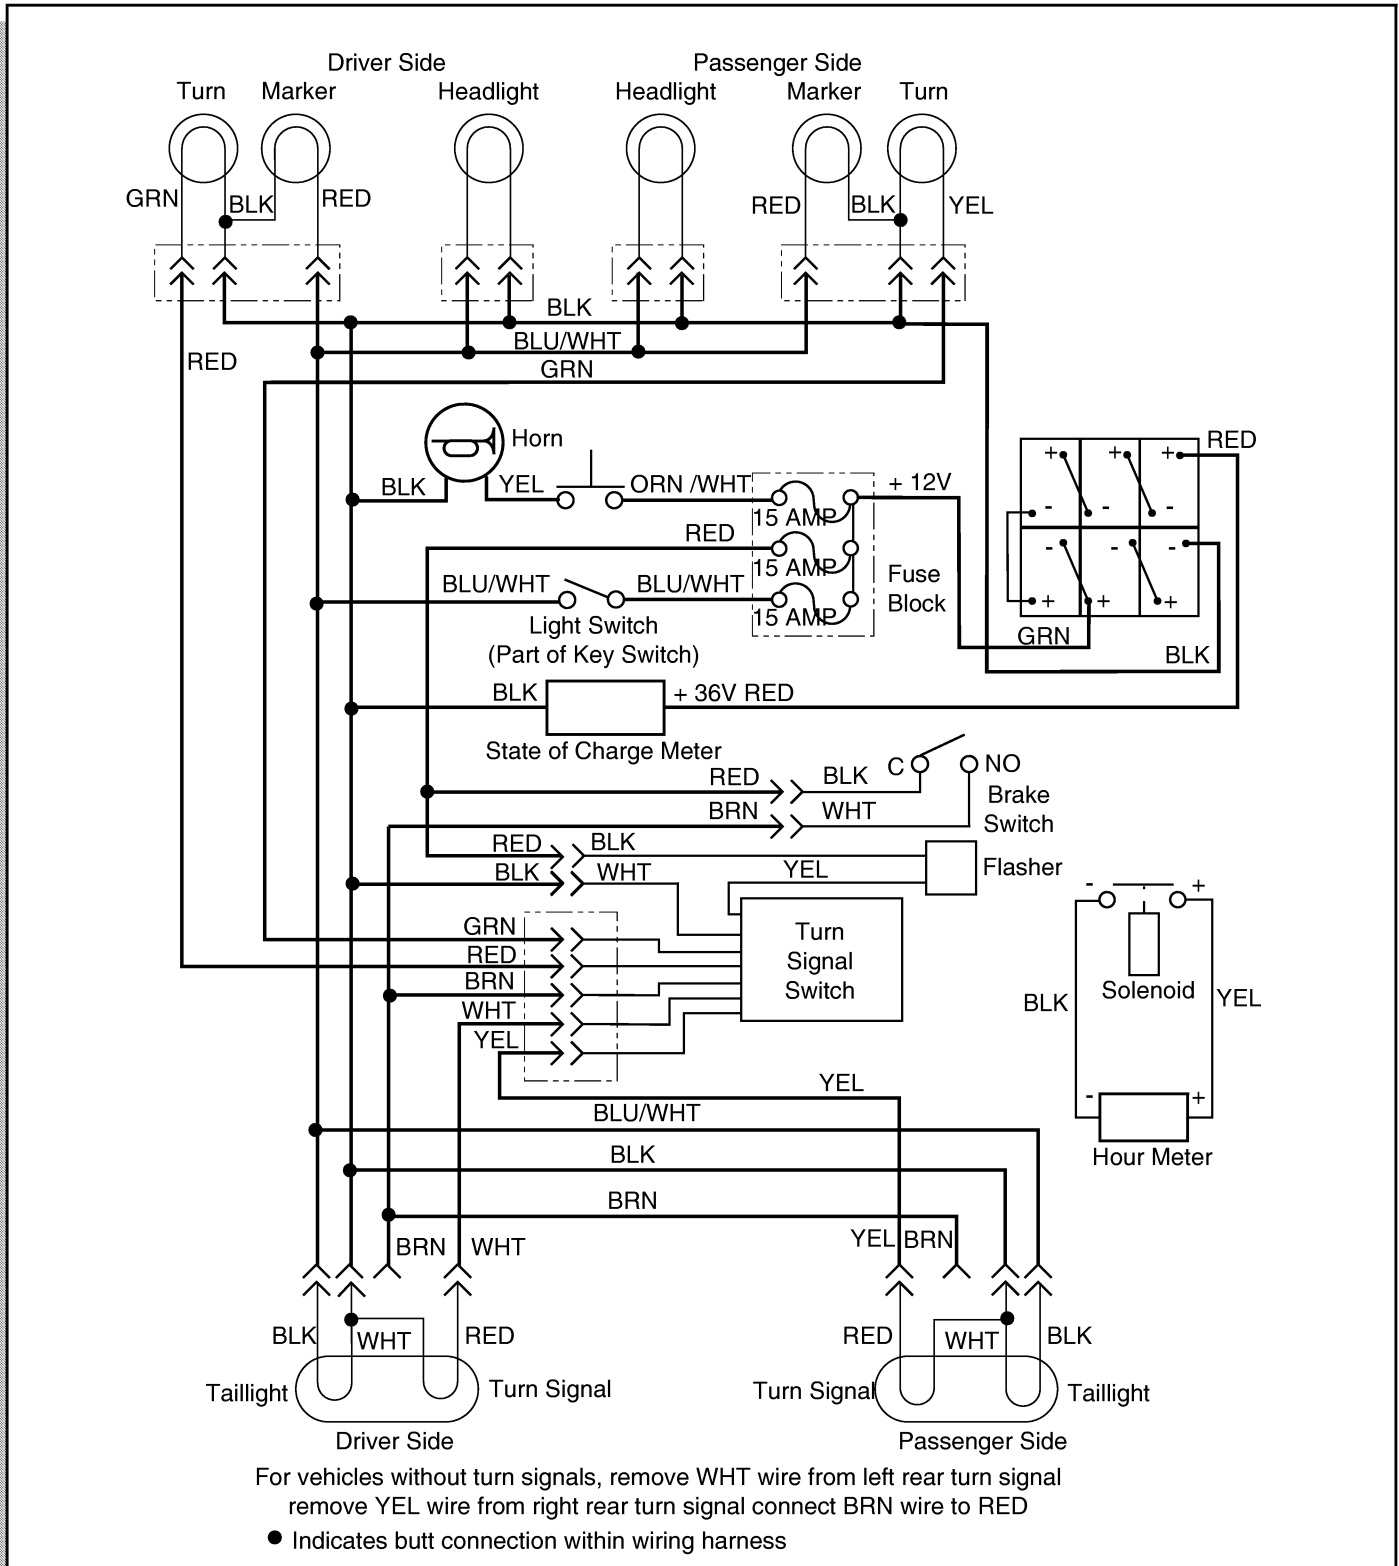 Driver Side
Passenger Side
Turn
Marker
Headlight
Headlight
Marker
Turn
GRN
BLK
RED
RED
BLK
YEL
BLK
BLU/WHT
GRN
RED
Horn
BLK
YEL
ORN /WHT
+ 12V
15 AMP
RED
15 AMP
BLU/WHT
BLU/WHT
15 AMP
Fuse
Block
Light Switch
(Part of Key Switch)
RED
+ + +
- - -
- - -
+ + +
GRN
BLK
BLK
+ 36V RED
State of Charge Meter
RED
BLK
C
NO
BRN
WHT
Brake
Switch
RED
BLK
BLK
WHT
YEL
Flasher
GRN
RED
BRN
WHT
YEL
Turn
Signal
Switch
- +
Solenoid
BLK
YEL
- +
Hour Meter
YEL
BLU/WHT
BLK
BRN
BRN
WHT
YEL
BRN
BLK
WHT
RED
RED
WHT
BLK
Taillight
Turn Signal
Turn Signal
Taillight
Driver Side
Passenger Side
For vehicles without turn signals, remove WHT wire from left rear turn signal
remove YEL wire from right rear turn signal connect BRN wire to RED
Indicates butt connection within wiring harness